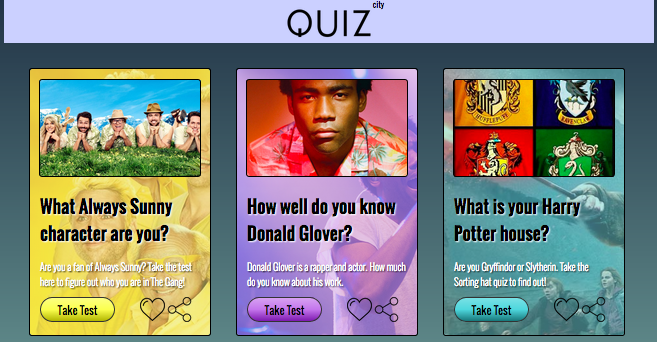 QUIZ city
What Always Sunny
character are you?
Are you a fan of Always Sunny? Take the test
here to figure out who you are in The Gang!
Take Test
How well do you know
Donald Glover?
Donald Glover is a rapper and actor. How much
do you know about his work.
Take Test
HUFFLEPUFF
RAVENCLAW
What is your Harry
Potter house?
Are you Gryffindor or Slytherin. Take the
Sorting hat quiz to find out!
Take Test